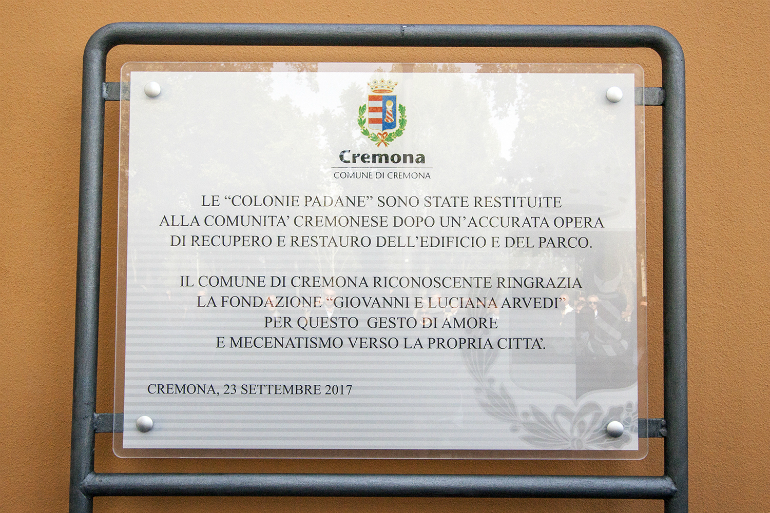 Cremona
COMUNE DI CREMONA
LE “COLONIE PADANE” SONO STATE RESTITUITE
ALLA COMUNITA’ CREMONESE DOPO UN’ACCURATA OPERA
DI RECUPERO E RESTAURO DELL’EDIFICIO E DEL PARCO.
IL COMUNE DI CREMONA RICONOSCENTE RINGRAZIA
LA FONDAZIONE “GIOVANNI E LUCIANA ARVEDI”
PER QUESTO GESTO DI AMORE
E MECENATISMO VERSO LA PROPRIA CITTA’.
CREMONA, 23 SETTEMBRE 2017